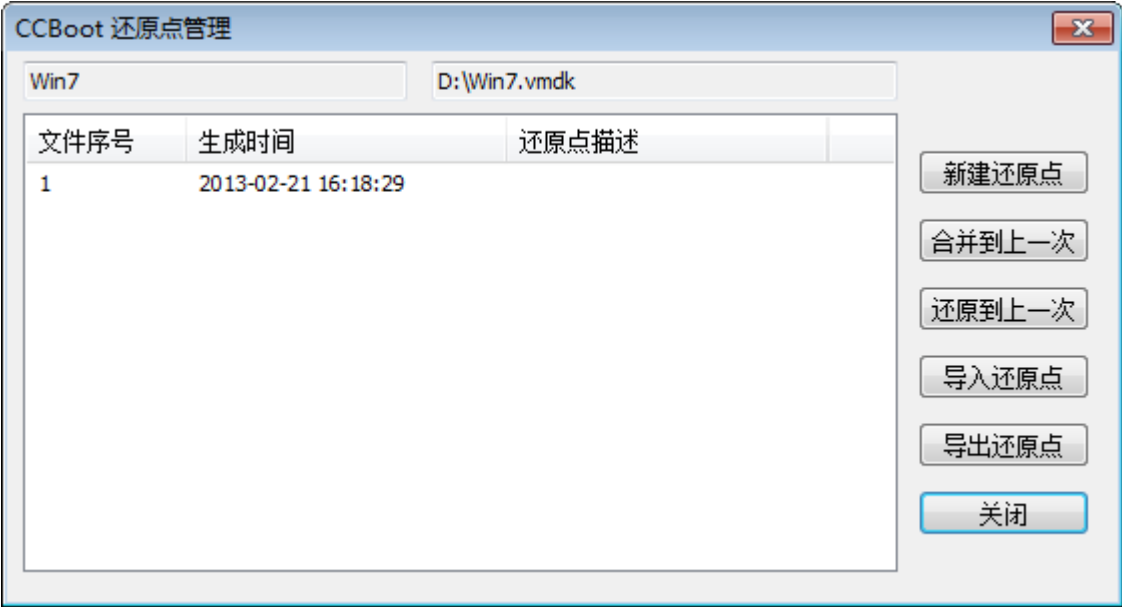 CCBoot 还原点管理
Win7 D:\Win7.vmdk
文件序号 生成时间 还原点描述
1 2013-02-21 16:18:29
新建还原点
合并到上一次
还原到上一次
导入还原点
导出还原点
关闭